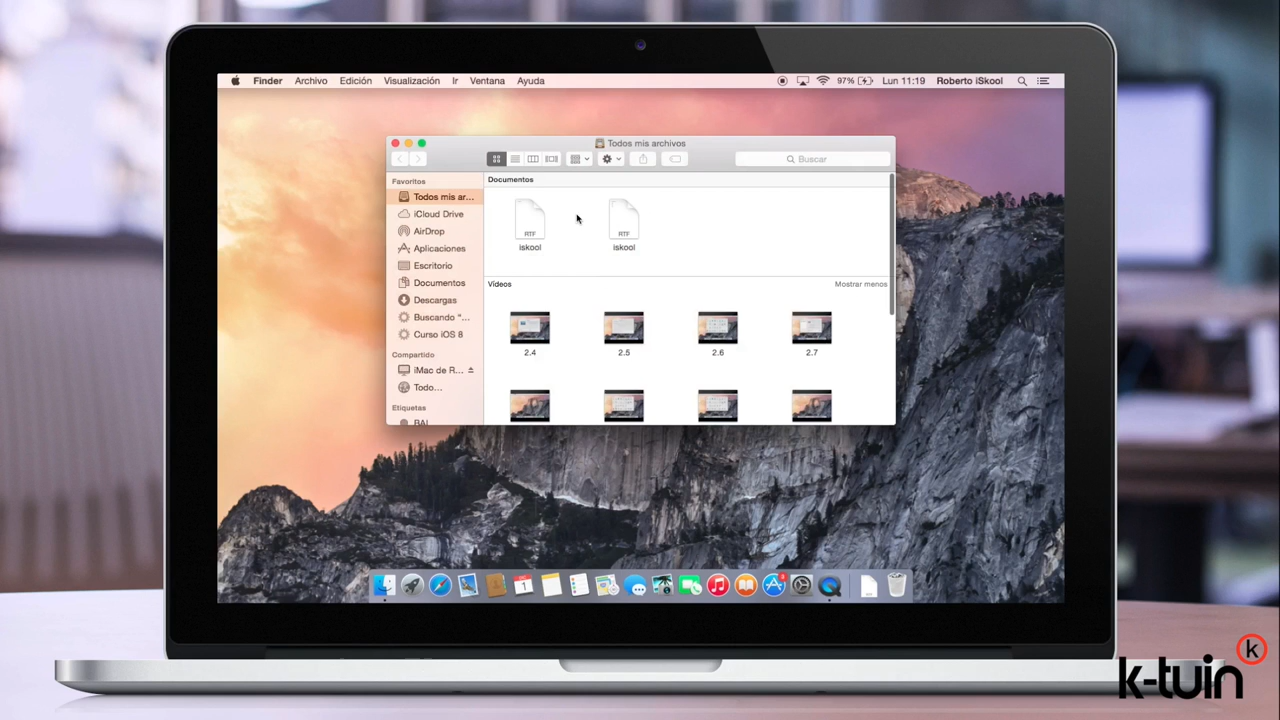 Finder Archivo Edición Visualización Ir Ventana Ayuda 97% Lun 11:19 Roberto iSkool
Todos mis archivos
Buscar
Favoritos
Todos mis ar...
iCloud Drive
AirDrop
Aplicaciones
Escritorio
Documentos
Descargas
Buscando “...
Curso iOS 8
Compartido
iMac de R...
Todo...
Etiquetas
BAI
Documentos
RTF RTF
iskool iskool
Vídeos Mostrar menos
2.4 2.5 2.6 2.7
1
k-tuin k